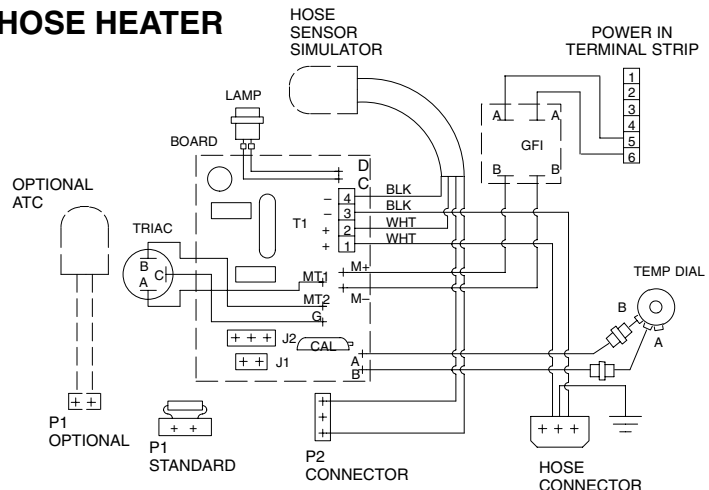 HOSE HEATER
HOSE
SENSOR
SIMULATOR
POWER IN
TERMINAL STRIP
1
2
3
4
5
6
LAMP
BOARD
A A
GFI
B B
D
C
OPTIONAL
ATC
TRIAC
B
C
A
T1
- 4 BLK
- 3 BLK
+ 2 WHT
+ 1 WHT
MT1
M+
MT2
M-
G
TEMP DIAL
B
A
+ + + J2
CAL
+ + J1
A
B
+ +
P1
OPTIONAL
+ +
P1
STANDARD
+
+
+
P2
CONNECTOR
+ + +
HOSE
CONNECTOR